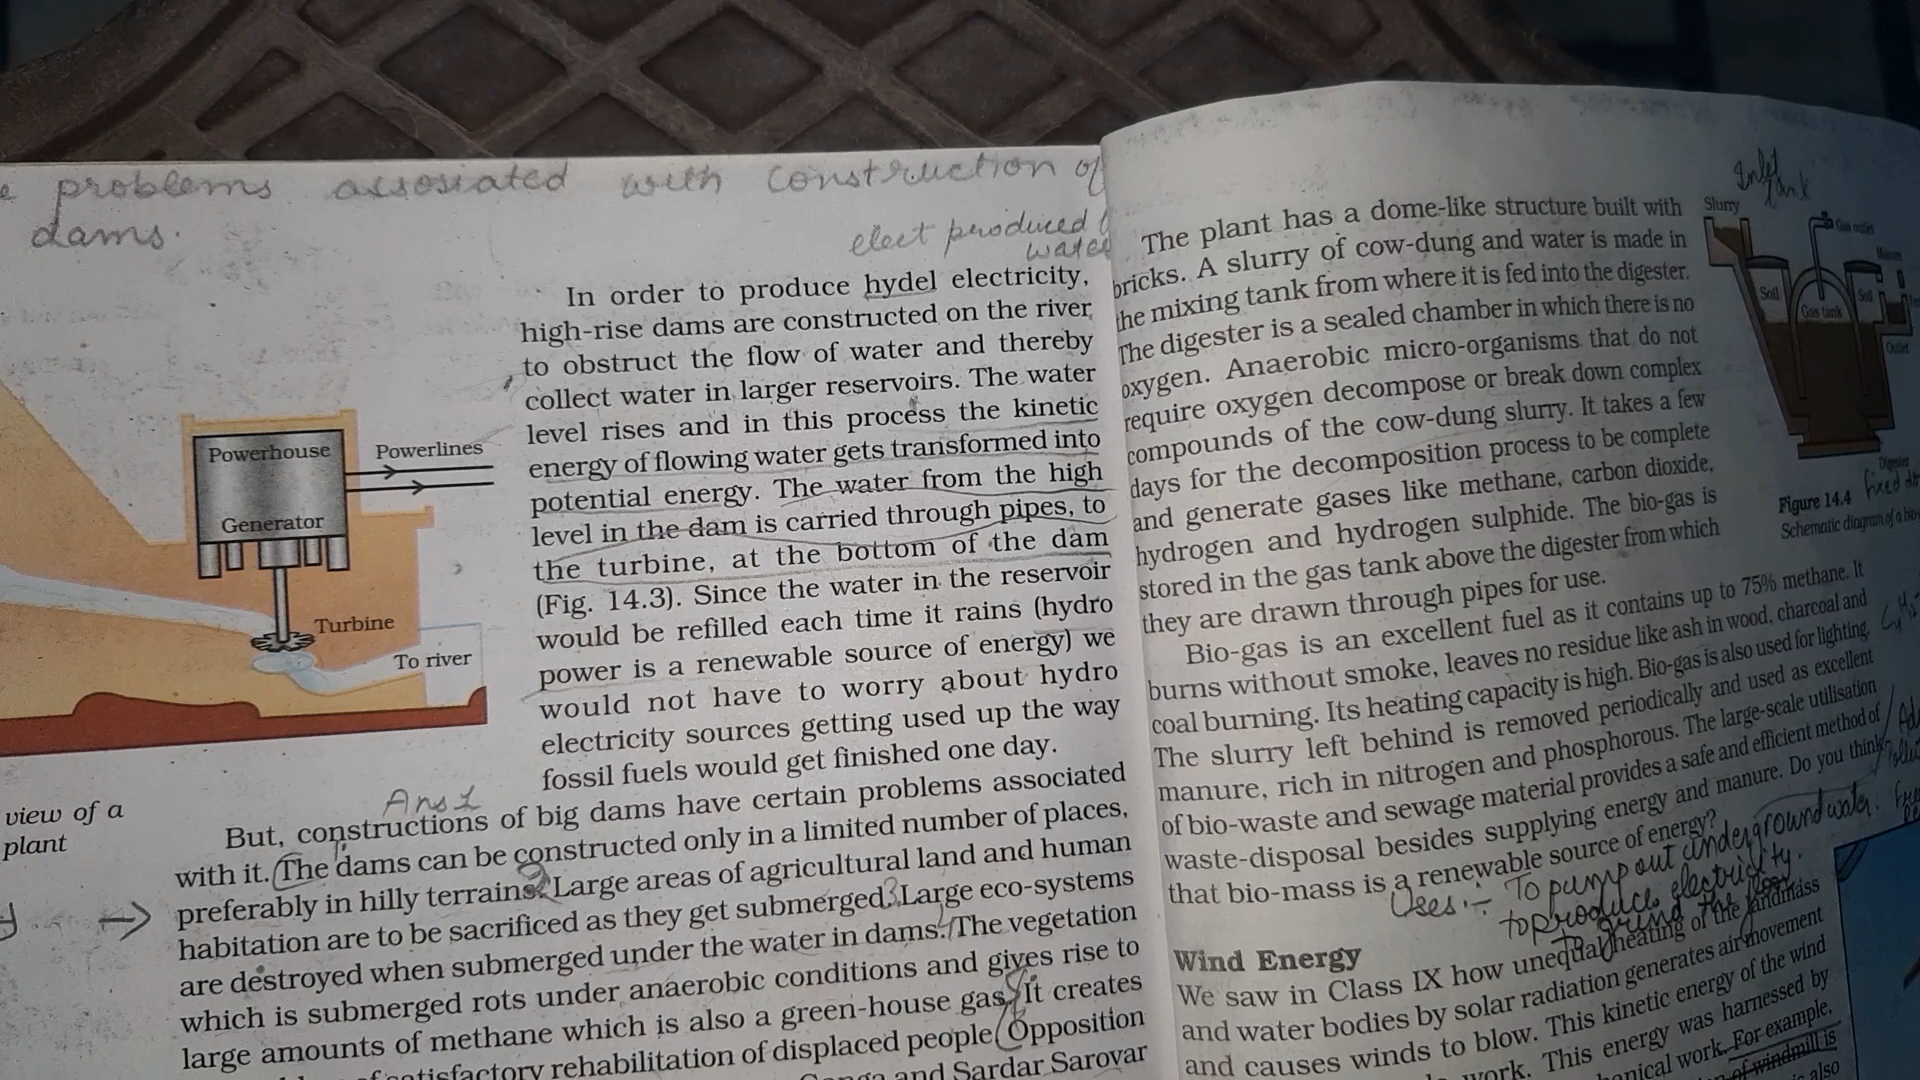 problems assosiated with construction of
dams.
elect produced
water
In order to produce hydel electricity,
high-rise dams are constructed on the river
to obstruct the flow of water and thereby
collect water in larger reservoirs. The water
level rises and in this process the kinetic
energy of flowing water gets transformed into
potential energy. The water from the high
level in the dam is carried through pipes, to
the turbine, at the bottom of the dam
(Fig. 14.3). Since the water in the reservoir
would be refilled each time it rains (hydro
power is a renewable source of energy) we
would not have to worry about hydro
electricity sources getting used up the way
fossil fuels would get finished one day.
Powerhouse
Powerlines
Generator
Turbine
To river
view of a
plant
Ans 1
But, constructions of big dams have certain problems associated
with it. The dams can be constructed only in a limited number of places,
preferably in hilly terrains. Large areas of agricultural land and human
habitation are to be sacrificed as they get submerged. Large eco-systems
are destroyed when submerged under the water in dams. The vegetation
which is submerged rots under anaerobic conditions and gives rise to
large amounts of methane which is also a green-house gas. It creates
satisfactory rehabilitation of displaced people. Opposition
and Sardar Sarovar
Inlet
tank
Slurry
Gas outlet
Manure
Soil
Gas tank
Soil
Outlet
Digester
fixed
Figure 14.4
Schematic diagram of a bio-
The plant has a dome-like structure built with
bricks. A slurry of cow-dung and water is made in
the mixing tank from where it is fed into the digester.
The digester is a sealed chamber in which there is no
oxygen. Anaerobic micro-organisms that do not
require oxygen decompose or break down complex
compounds of the cow-dung slurry. It takes a few
days for the decomposition process to be complete
and generate gases like methane, carbon dioxide,
hydrogen and hydrogen sulphide. The bio-gas is
stored in the gas tank above the digester from which
they are drawn through pipes for use.
Bio-gas is an excellent fuel as it contains up to 75% methane. It
burns without smoke, leaves no residue like ash in wood, charcoal and
coal burning. Its heating capacity is high. Bio-gas is also used for lighting.
The slurry left behind is removed periodically and used as excellent
manure, rich in nitrogen and phosphorous. The large-scale utilisation
of bio-waste and sewage material provides a safe and efficient method of
waste-disposal besides supplying energy and manure. Do you think
that bio-mass is a renewable source of energy?
Uses :- To pump out underground water.
to produce electricity.
to grind the
Wind Energy
We saw in Class IX how unequal heating of the landmass
and water bodies by solar radiation generates air movement
and causes winds to blow. This kinetic energy of the wind
work. This energy was harnessed by
work. For example,
of windmill is
also